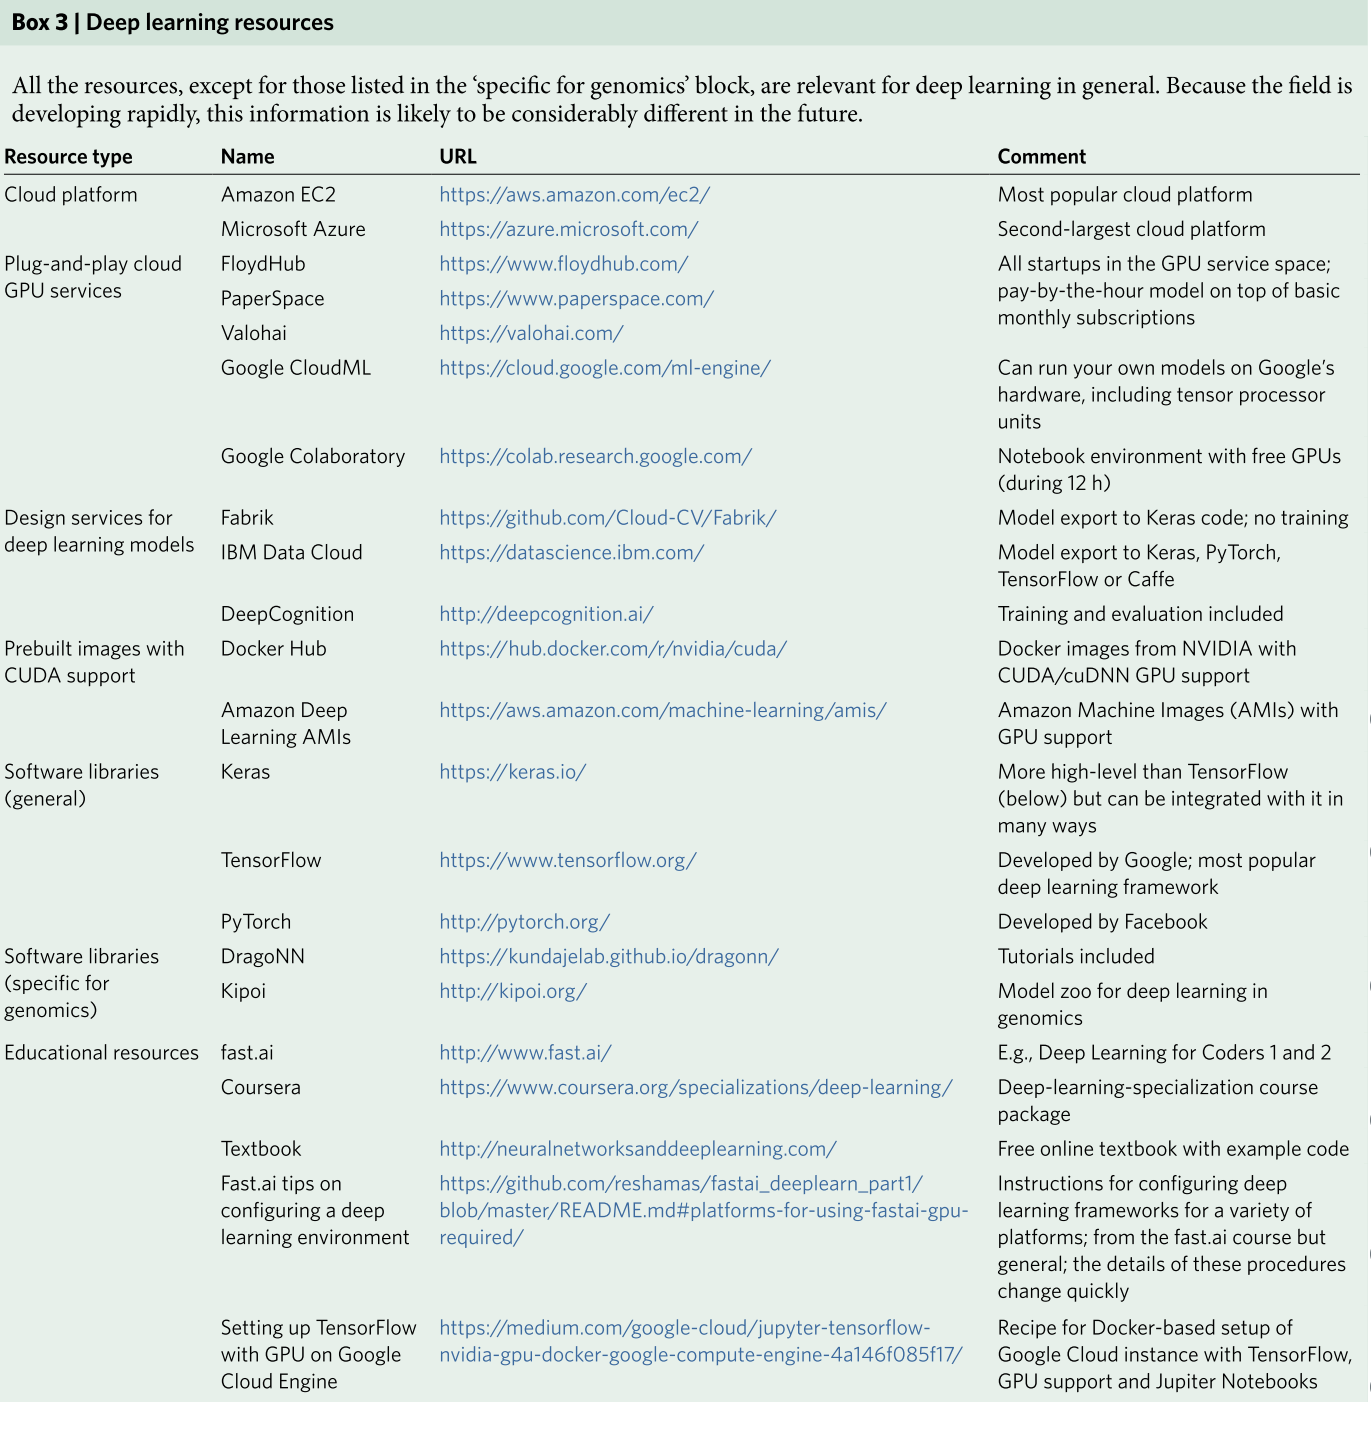 Box 3 | Deep learning resources
All the resources, except for those listed in the ‘specific for genomics’ block, are relevant for deep learning in general. Because the field is
developing rapidly, this information is likely to be considerably different in the future.
Resource type Name URL Comment
Cloud platform Amazon EC2 https://aws.amazon.com/ec2/ Most popular cloud platform
Microsoft Azure https://azure.microsoft.com/ Second-largest cloud platform
Plug-and-play cloud FloydHub https://www.floydhub.com/ All startups in the GPU service space;
GPU services PaperSpace https://www.paperspace.com/ pay-by-the-hour model on top of basic
Valohai https://valohai.com/ monthly subscriptions
Google CloudML https://cloud.google.com/ml-engine/ Can run your own models on Google’s
hardware, including tensor processor
units
Google Colaboratory https://colab.research.google.com/ Notebook environment with free GPUs
(during 12 h)
Design services for Fabrik https://github.com/Cloud-CV/Fabrik/ Model export to Keras code; no training
deep learning models IBM Data Cloud https://datascience.ibm.com/ Model export to Keras, PyTorch,
TensorFlow or Caffe
DeepCognition http://deepcognition.ai/ Training and evaluation included
Prebuilt images with Docker Hub https://hub.docker.com/r/nvidia/cuda/ Docker images from NVIDIA with
CUDA support CUDA/cuDNN GPU support
Amazon Deep https://aws.amazon.com/machine-learning/amis/ Amazon Machine Images (AMIs) with
Learning AMIs GPU support
Software libraries Keras https://keras.io/ More high-level than TensorFlow
(general) (below) but can be integrated with it in
many ways
TensorFlow https://www.tensorflow.org/ Developed by Google; most popular
deep learning framework
PyTorch http://pytorch.org/ Developed by Facebook
Software libraries DragoNN https://kundajelab.github.io/dragonn/ Tutorials included
(specific for Kipoi http://kipoi.org/ Model zoo for deep learning in
genomics) genomics
Educational resources fast.ai http://www.fast.ai/ E.g., Deep Learning for Coders 1 and 2
Coursera https://www.coursera.org/specializations/deep-learning/ Deep-learning-specialization course
package
Textbook http://neuralnetworksanddeeplearning.com/ Free online textbook with example code
Fast.ai tips on https://github.com/reshamas/fastai_deeplearn_part1/ Instructions for configuring deep
configuring a deep blob/master/README.md#platforms-for-using-fastai-gpu- learning frameworks for a variety of
learning environment required/ platforms; from the fast.ai course but
general; the details of these procedures
change quickly
Setting up TensorFlow https://medium.com/google-cloud/jupyter-tensorflow- Recipe for Docker-based setup of
with GPU on Google nvidia-gpu-docker-google-compute-engine-4a146f085f17/ Google Cloud instance with TensorFlow,
Cloud Engine GPU support and Jupiter Notebooks